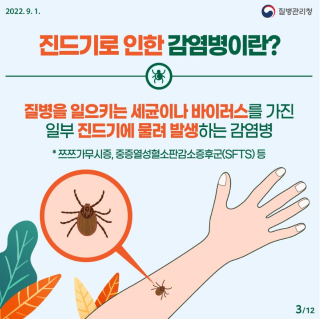 2022. 9. 1.
질병관리청
진드기로 인한 감염병이란?
질병을 일으키는 세균이나 바이러스를 가진
일부 진드기에 물려 발생하는 감염병
* 쯔쯔가무시증, 중증열성혈소판감소증후군(SFTS) 등
3/12